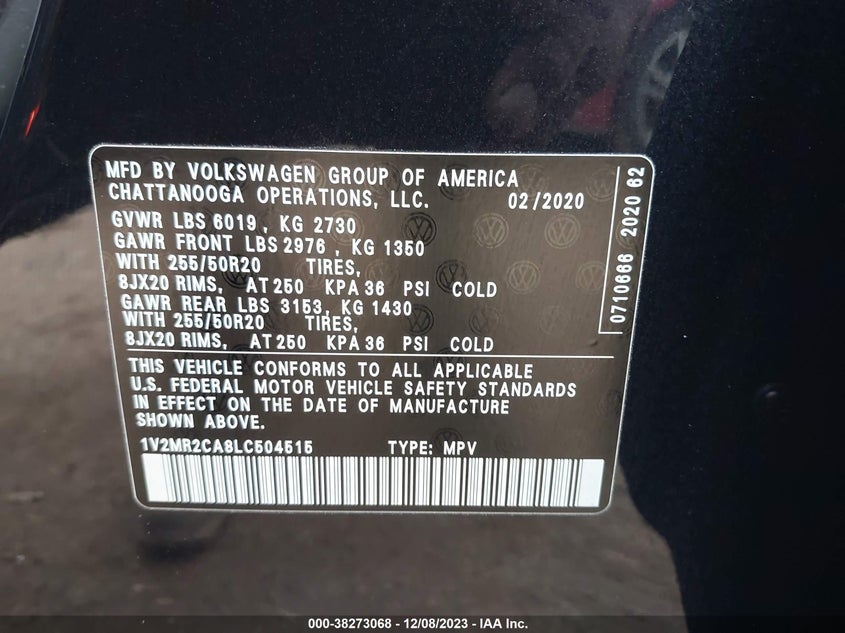 MFD BY VOLKSWAGEN GROUP OF AMERICA
CHATTANOOGA OPERATIONS, LLC. 02/2020
GVWR LBS 6019, KG 2730
GAWR FRONT LBS 2976, KG 1350
WITH 255/50R20 TIRES,
8JX20 RIMS, AT 250 KPA 36 PSI COLD
GAWR REAR LBS 3153, KG 1430
WITH 255/50R20 TIRES,
8JX20 RIMS, AT 250 KPA 36 PSI COLD
THIS VEHICLE CONFORMS TO ALL APPLICABLE
U.S. FEDERAL MOTOR VEHICLE SAFETY STANDARDS
IN EFFECT ON THE DATE OF MANUFACTURE
SHOWN ABOVE.
1V2MR2CA8LC504515 TYPE: MPV
0710666 2020 62
000-38273068 - 12/08/2023 - IAA Inc.